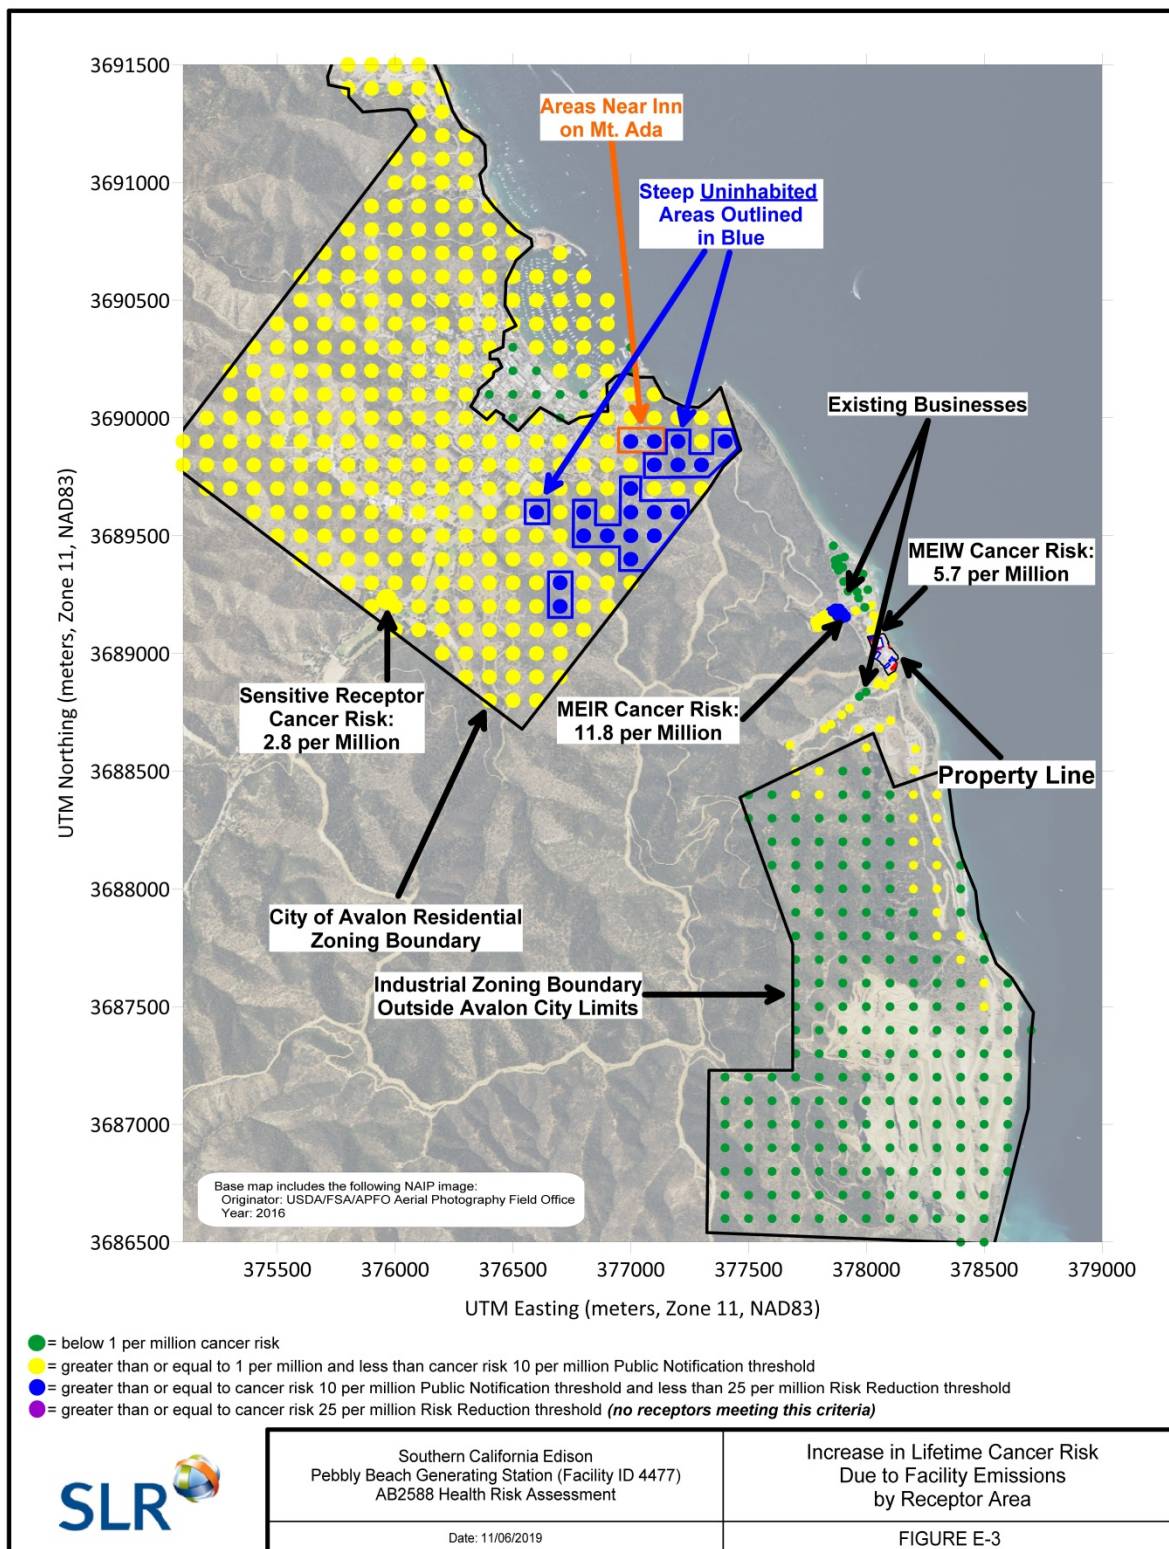 3691500
3691000
3690500
3690000
3689500
3689000
3688500
3688000
3687500
3687000
3686500
UTM Northing (meters, Zone 11, NAD83)
Areas Near Inn
on Mt. Ada
Steep Uninhabited
Areas Outlined
in Blue
Existing Businesses
MEIW Cancer Risk:
5.7 per Million
Sensitive Receptor
Cancer Risk:
2.8 per Million
MEIR Cancer Risk:
11.8 per Million
Property Line
City of Avalon Residential
Zoning Boundary
Industrial Zoning Boundary
Outside Avalon City Limits
Base map includes the following NAIP image:
Originator: USDA/FSA/APFO Aerial Photography Field Office
Year: 2016
375500 376000 376500 377000 377500 378000 378500 379000
UTM Easting (meters, Zone 11, NAD83)
= below 1 per million cancer risk
= greater than or equal to 1 per million and less than cancer risk 10 per million Public Notification threshold
= greater than or equal to cancer risk 10 per million Public Notification threshold and less than 25 per million Risk Reduction threshold
= greater than or equal to cancer risk 25 per million Risk Reduction threshold (no receptors meeting this criteria)
SLR
Southern California Edison
Pebbly Beach Generating Station (Facility ID 4477)
AB2588 Health Risk Assessment
Date: 11/06/2019
Increase in Lifetime Cancer Risk
Due to Facility Emissions
by Receptor Area
FIGURE E-3